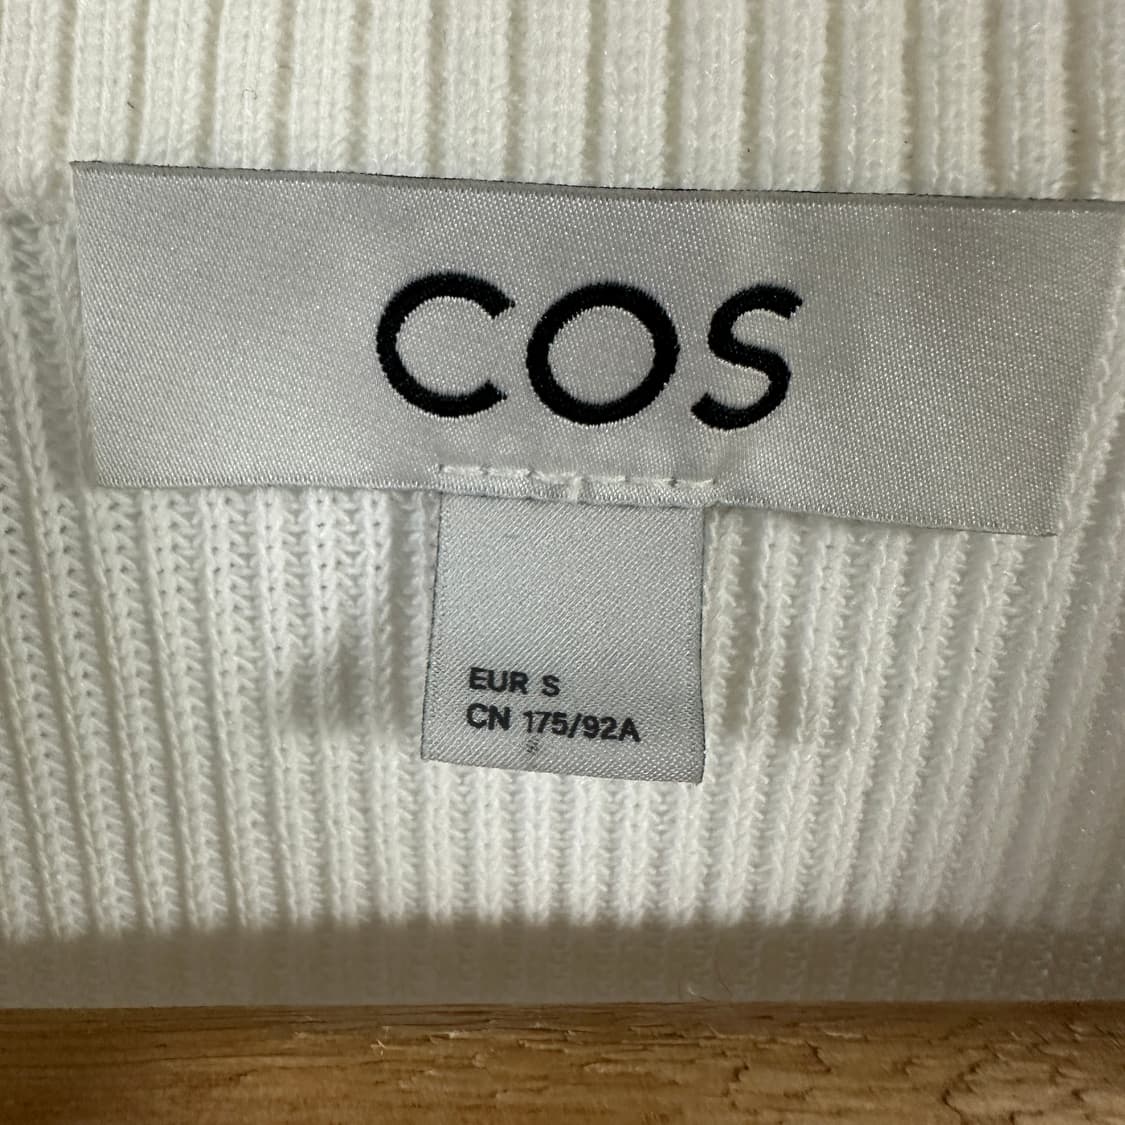 COS
EUR S
CN 175/92A